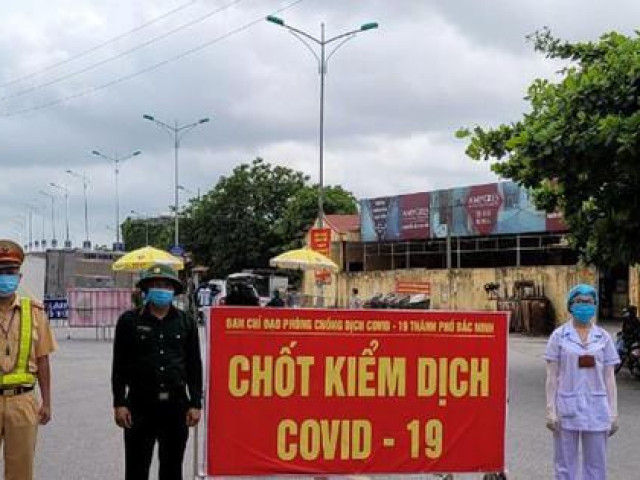 BAN CHỈ ĐẠO PHÒNG CHỐNG DỊCH COVID - 19 THÀNH PHỐ BẮC NINH
CHỐT KIỂM DỊCH
COVID - 19